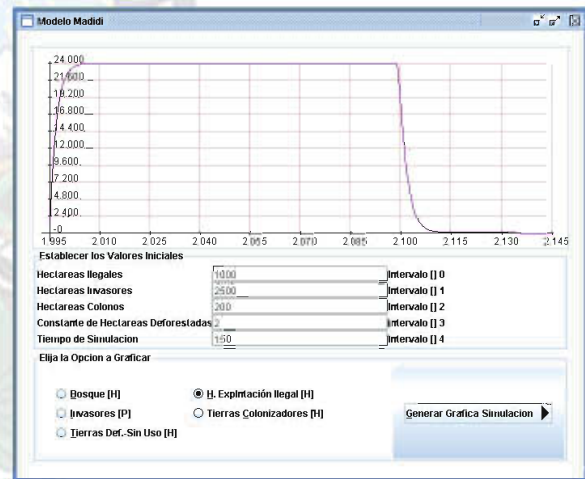 Modelo Madidi
24.000
21.600
19.200
16.800
14.400
12.000
9.600
7.200
4.800
2.400
-0
1.995 2.010 2.025 2.040 2.055 2.070 2.085 2.100 2.115 2.130 2.145
Establecer los Valores Iniciales
Hectareas Ilegales 1000 Intervalo [] 0
Hectareas Invasores 2500 Intervalo [] 1
Hectareas Colonos 200 Intervalo [] 2
Constante de Hectareas Deforestadas 2 Intervalo [] 3
Tiempo de Simulacion 150 Intervalo [] 4
Elija la Opcion a Graficar
Bosque [H] H. Explntación Ilegal [H]
Invasores [P] Tierras Colonizadores [H]
Tierras Def.-Sin Uso [H]
Generar Grafica Simulacion